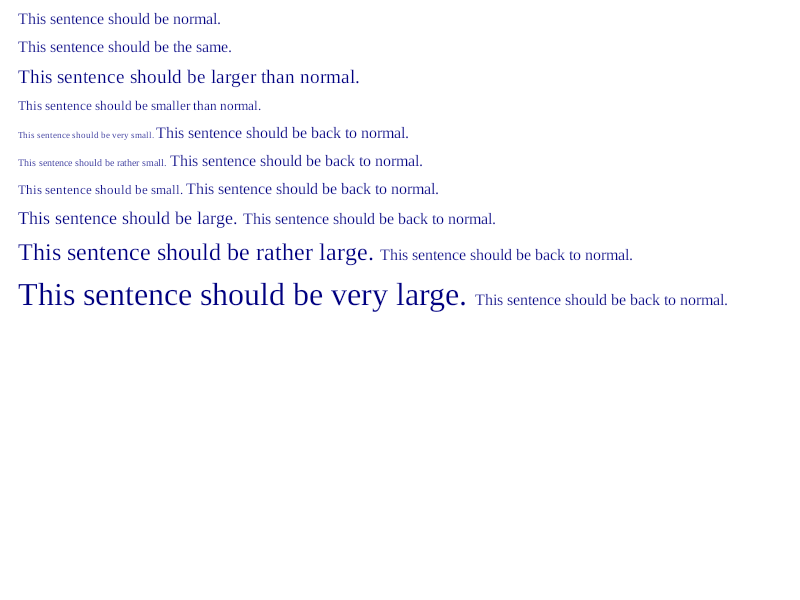 This sentence should be normal.
This sentence should be the same.
This sentence should be larger than normal.
This sentence should be smaller than normal.
This sentence should be very small. This sentence should be back to normal.
This sentence should be rather small. This sentence should be back to normal.
This sentence should be small. This sentence should be back to normal.
This sentence should be large. This sentence should be back to normal.
This sentence should be rather large. This sentence should be back to normal.
This sentence should be very large. This sentence should be back to normal.